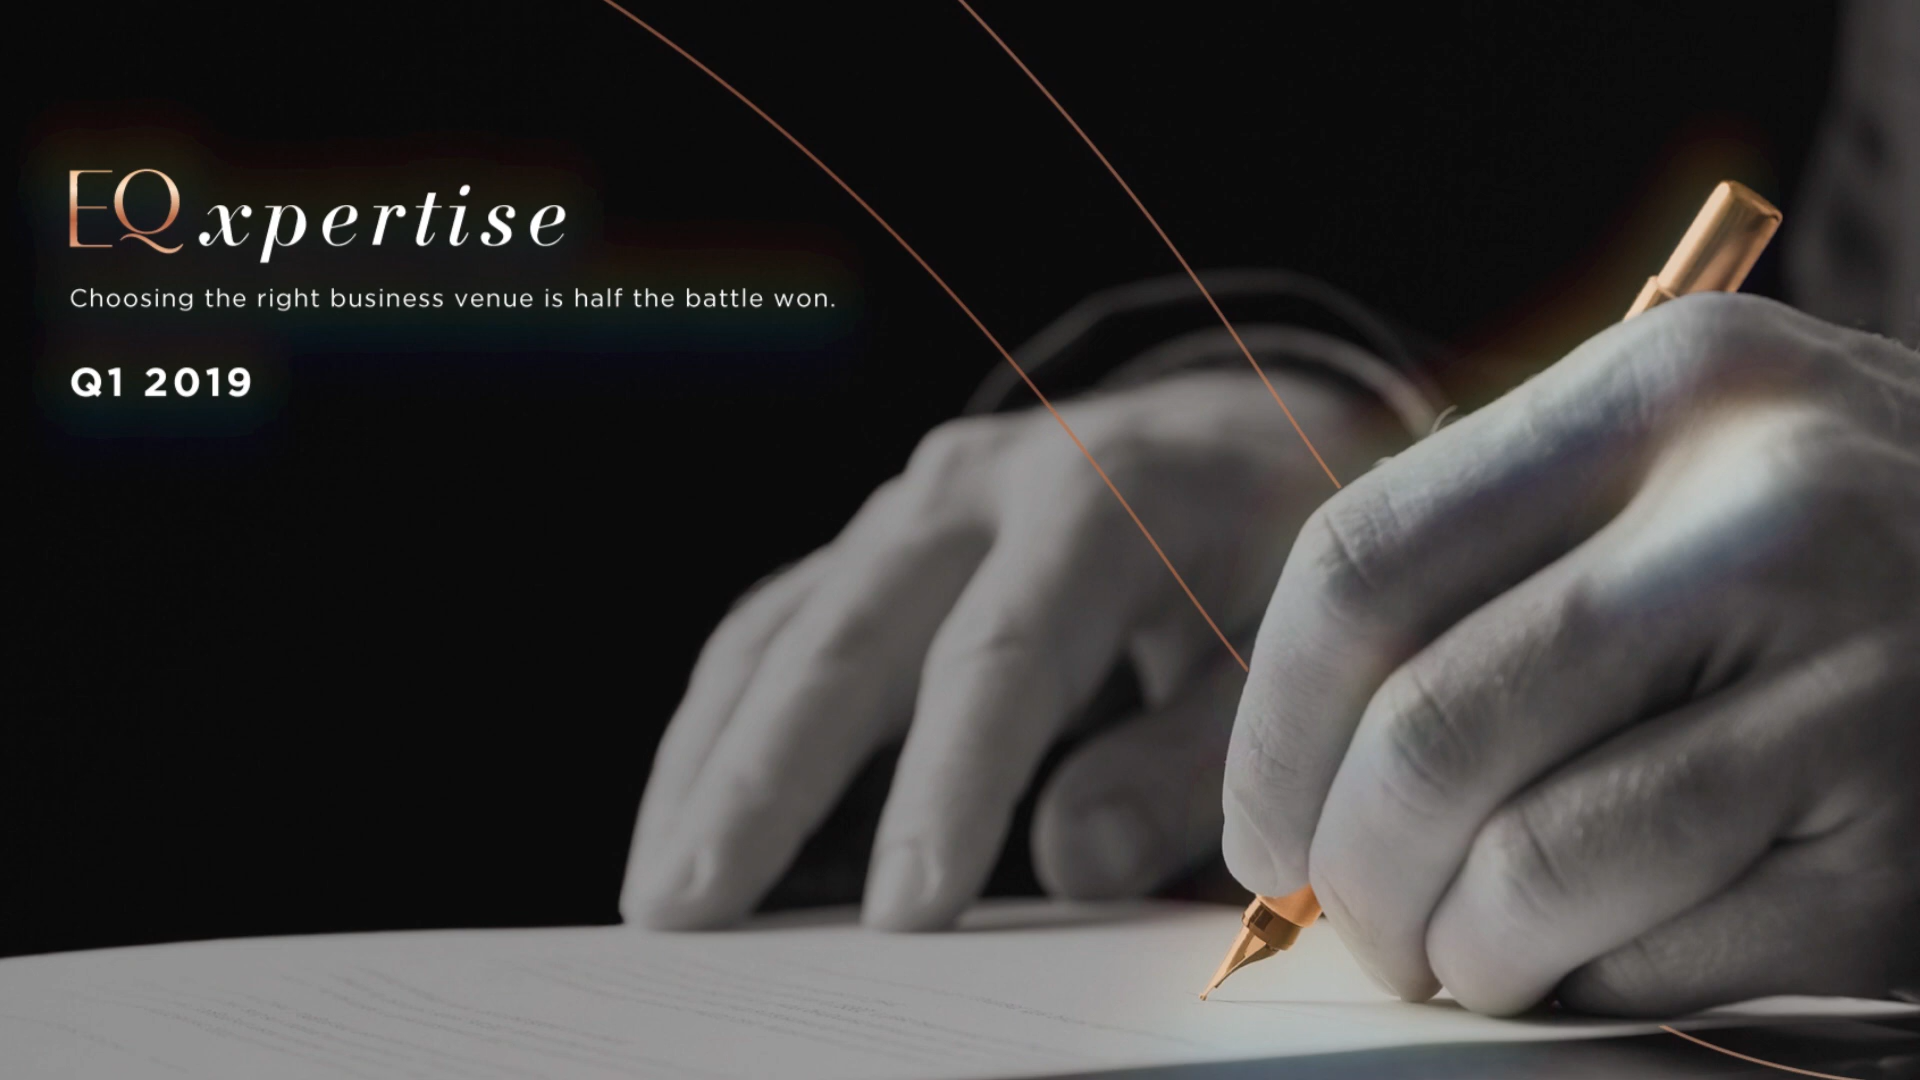 EQxpertise
Choosing the right business venue is half the battle won.
Q1 2019